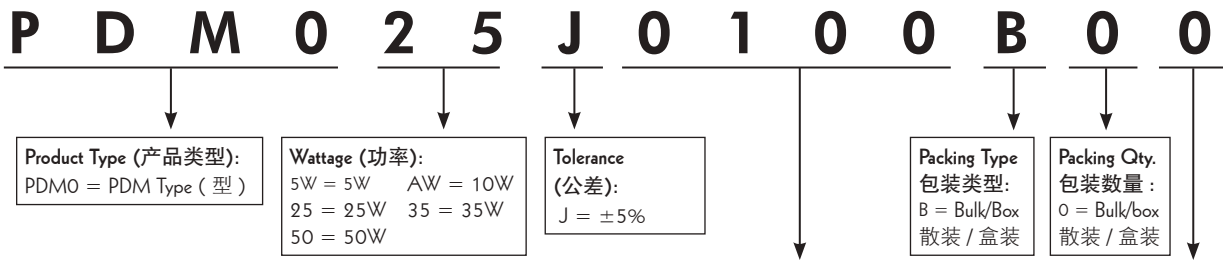 P D M 0 2 5 J 0 1 0 0 B 0 0
Product Type (产品类型):
PDM0 = PDM Type ( 型 )
Wattage (功率):
5W = 5W AW = 10W
25 = 25W 35 = 35W
50 = 50W
Tolerance
(公差):
J = ±5%
Packing Type
包装类型:
B = Bulk/Box
散装 / 盒装
Packing Qty.
包装数量 :
0 = Bulk/box
散装 / 盒装